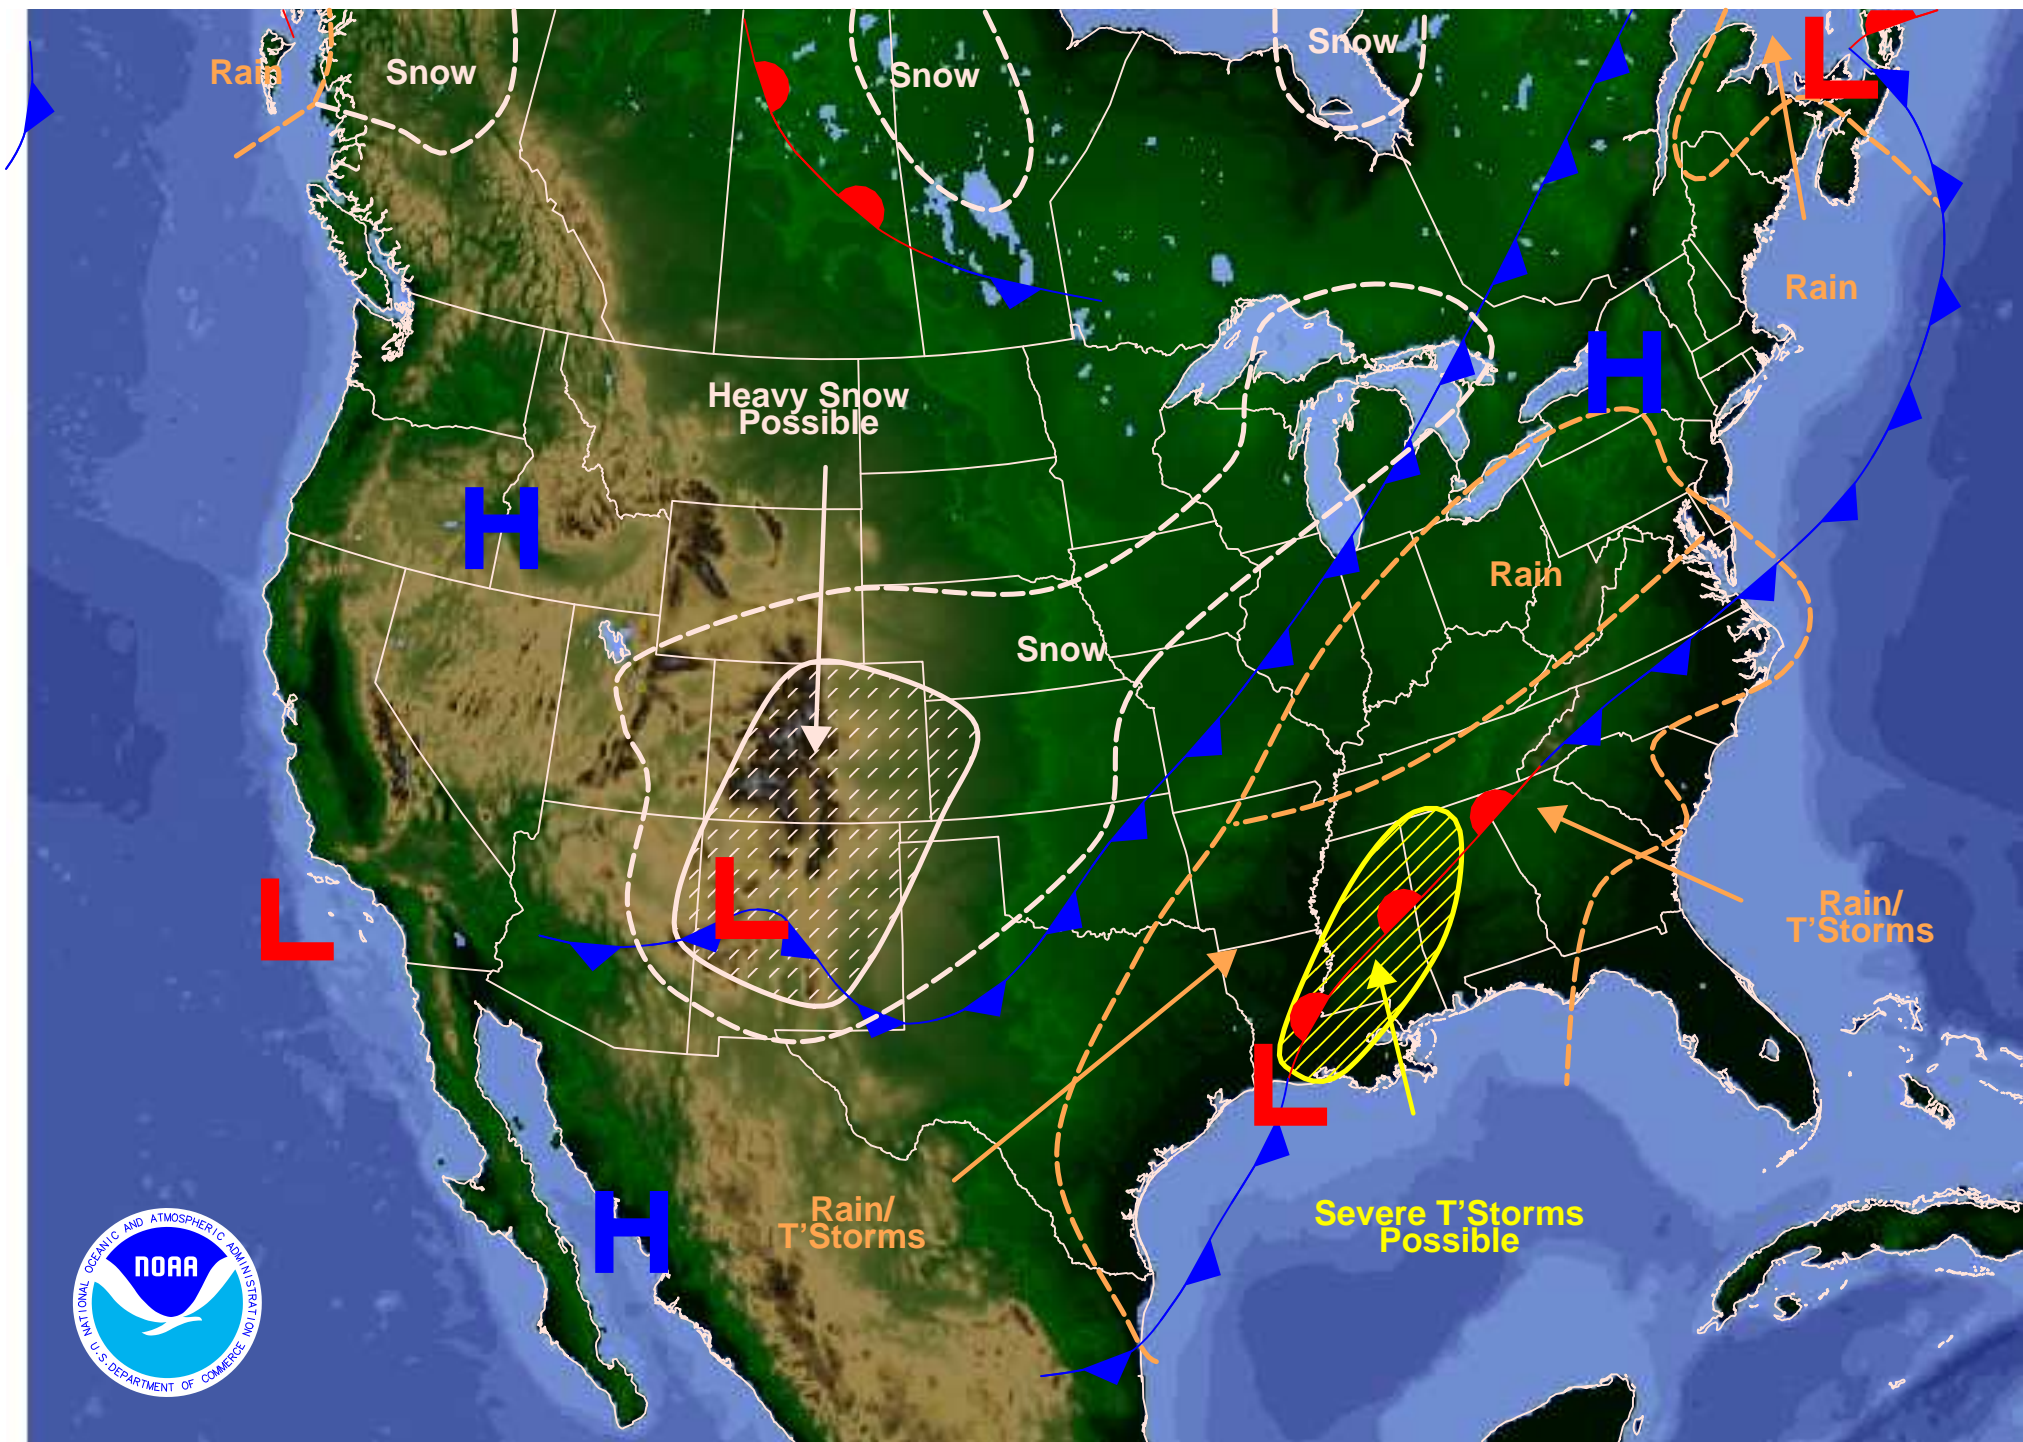 Snow
Rain
Snow
Snow
L
Rain
H
Heavy Snow
Possible
H
Rain
Snow
L
L
Rain/
T'Storms
L
Rain/
T'Storms
H
Severe T'Storms
Possible
NATIONAL OCEANIC AND ATMOSPHERIC ADMINISTRATION
NOAA
U.S. DEPARTMENT OF COMMERCE